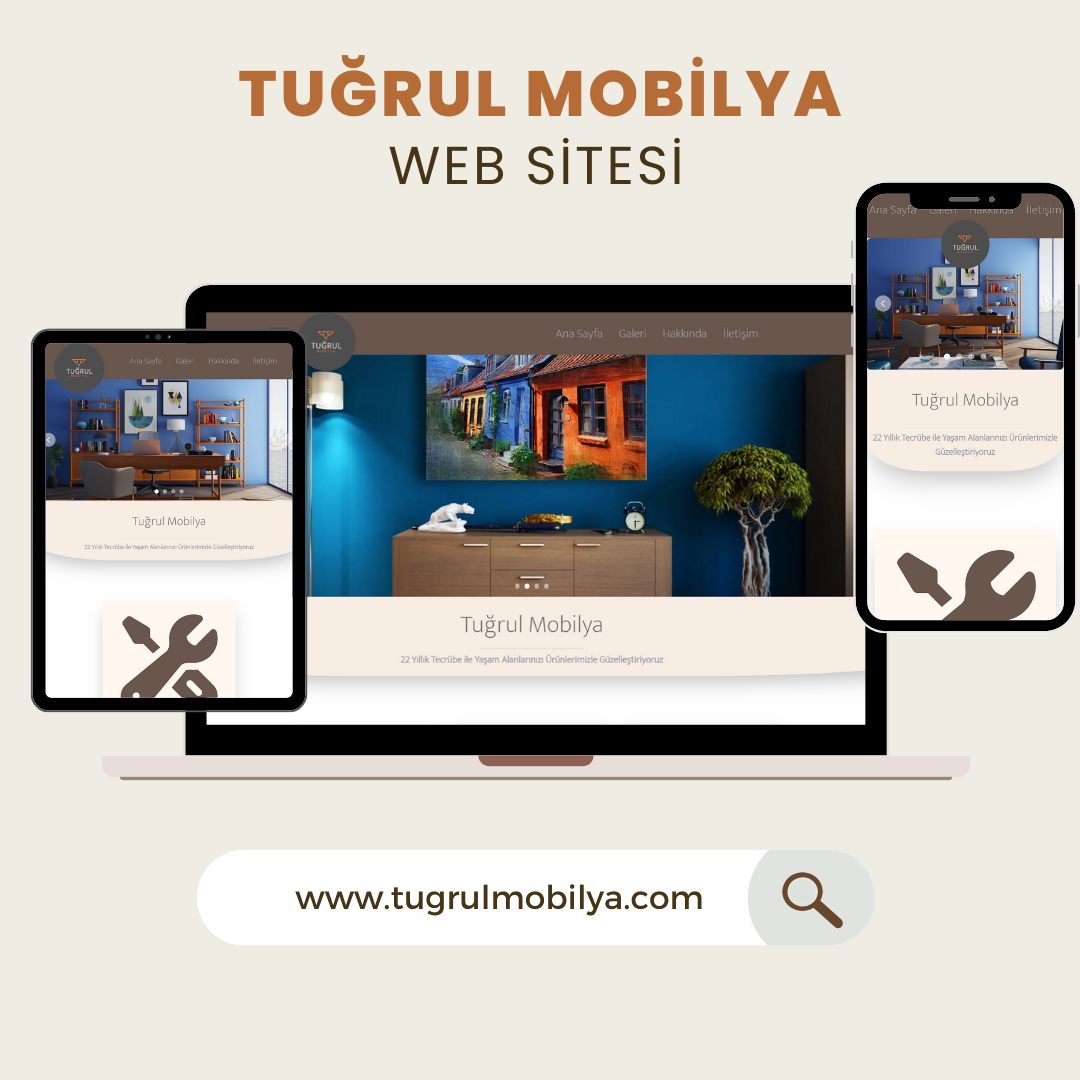 TUĞRUL MOBİLYA
WEB SİTESİ
Ana Sayfa Galeri Hakkında İletişim
TUĞRUL
Tuğrul Mobilya
22 Yıllık Tecrübe ile Yaşam Alanlarınızı Ürünlerimizle
Güzelleştiriyoruz
TUĞRUL
Ana Sayfa Galeri Hakkında İletişim
Tuğrul Mobilya
22 Yıllık Tecrübe ile Yaşam Alanlarınızı Ürünlerimizle Güzelleştiriyoruz
TUĞRUL
Ana Sayfa Galeri Hakkında İletişim
Tuğrul Mobilya
22 Yıllık Tecrübe ile Yaşam Alanlarınızı Ürünlerimizle Güzelleştiriyoruz
www.tugrulmobilya.com